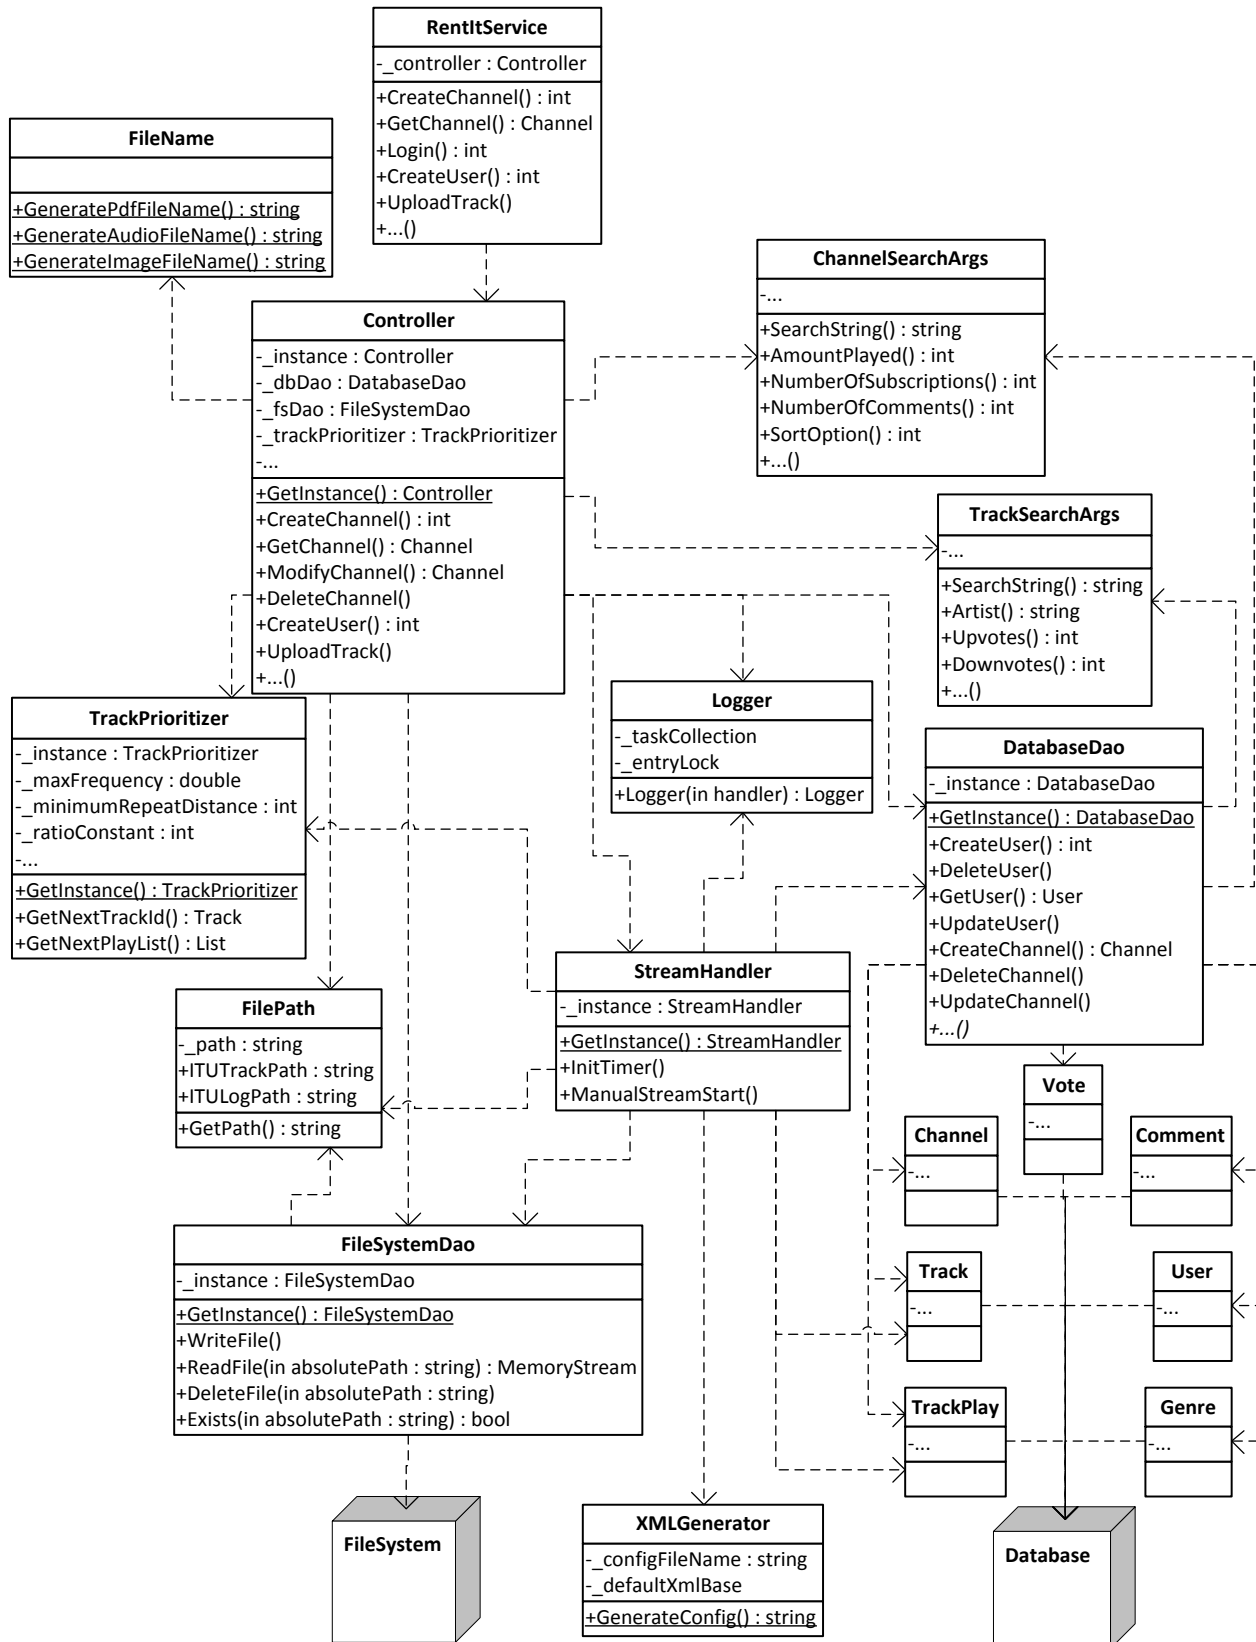 RentItService
-_controller : Controller
+CreateChannel() : int
+GetChannel() : Channel
+Login() : int
+CreateUser() : int
+UploadTrack()
+...()
FileName
+GeneratePdfFileName() : string
+GenerateAudioFileName() : string
+GenerateImageFileName() : string
ChannelSearchArgs
-...
+SearchString() : string
+AmountPlayed() : int
+NumberOfSubscriptions() : int
+NumberOfComments() : int
+SortOption() : int
+...()
Controller
-_instance : Controller
-_dbDao : DatabaseDao
-_fsDao : FileSystemDao
-_trackPrioritizer : TrackPrioritizer
-...
+GetInstance() : Controller
+CreateChannel() : int
+GetChannel() : Channel
+ModifyChannel() : Channel
+DeleteChannel()
+CreateUser() : int
+UploadTrack()
+...()
TrackSearchArgs
-...
+SearchString() : string
+Artist() : string
+Upvotes() : int
+Downvotes() : int
+...()
TrackPrioritizer
-_instance : TrackPrioritizer
-_maxFrequency : double
-_minimumRepeatDistance : int
-_ratioConstant : int
-...
+GetInstance() : TrackPrioritizer
+GetNextTrackId() : Track
+GetNextPlayList() : List
Logger
-_taskCollection
-_entryLock
+Logger(in handler) : Logger
DatabaseDao
-_instance : DatabaseDao
+GetInstance() : DatabaseDao
+CreateUser() : int
+DeleteUser()
+GetUser() : User
+UpdateUser()
+CreateChannel() : Channel
+DeleteChannel()
+UpdateChannel()
+...()
StreamHandler
-_instance : StreamHandler
+GetInstance() : StreamHandler
+InitTimer()
+ManualStreamStart()
FilePath
-_path : string
+ITUTrackPath : string
+ITULogPath : string
+GetPath() : string
Vote
-...
Channel
-...
Comment
-...
FileSystemDao
-_instance : FileSystemDao
+GetInstance() : FileSystemDao
+WriteFile()
+ReadFile(in absolutePath : string) : MemoryStream
+DeleteFile(in absolutePath : string)
+Exists(in absolutePath : string) : bool
Track
-...
User
-...
TrackPlay
-...
Genre
-...
FileSystem
XMLGenerator
-_configFileName : string
-_defaultXmlBase
+GenerateConfig() : string
Database